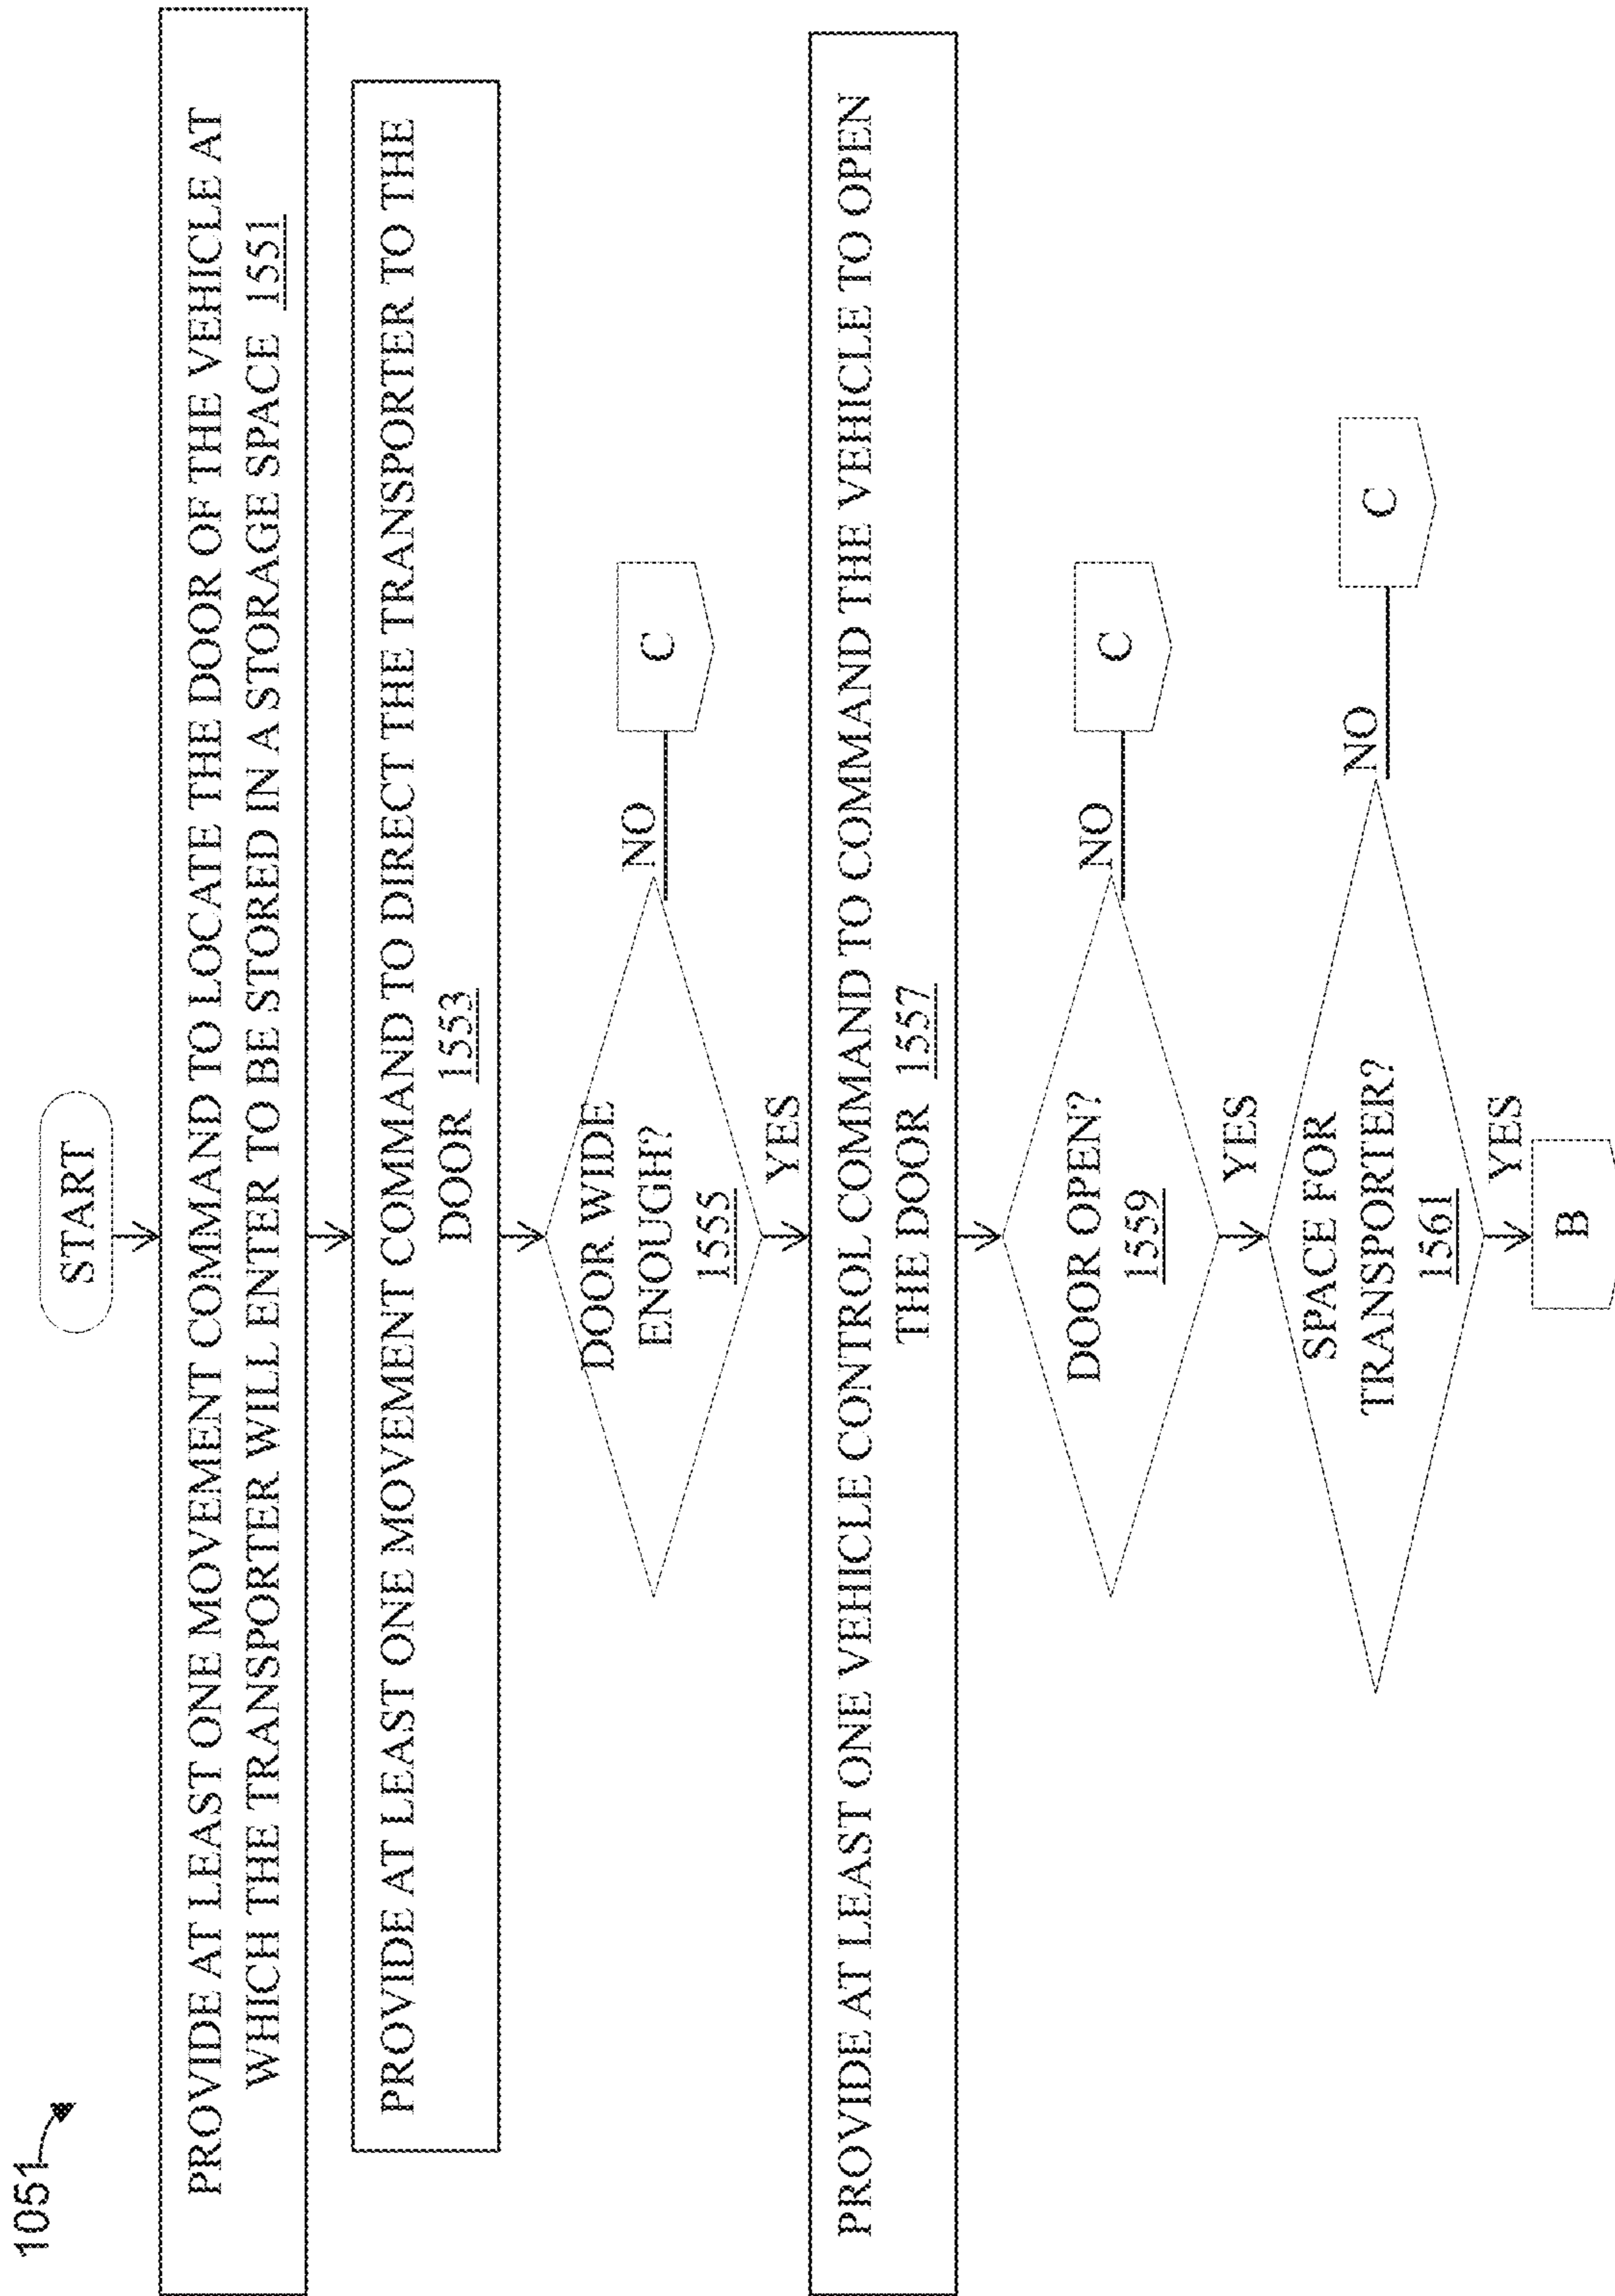 1051
START
PROVIDE AT LEAST ONE MOVEMENT COMMAND TO LOCATE THE DOOR OF THE VEHICLE AT
WHICH THE TRANSPORTER WILL ENTER TO BE STORED IN A STORAGE SPACE 1551
PROVIDE AT LEAST ONE MOVEMENT COMMAND TO DIRECT THE TRANSPORTER TO THE
DOOR 1553
DOOR WIDE
ENOUGH?
1555
NO
C
YES
PROVIDE AT LEAST ONE VEHICLE CONTROL COMMAND TO COMMAND THE VEHICLE TO OPEN
THE DOOR 1557
DOOR OPEN?
1559
NO
C
YES
SPACE FOR
TRANSPORTER?
1561
NO
C
YES
B